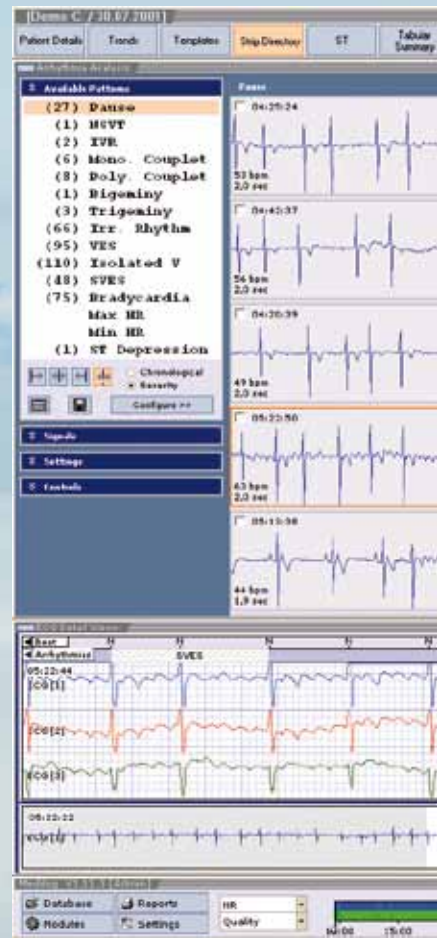 [Demo C / 30.07.2001]
Patient Details
Trends
Templates
Strip Directory
ST
Tabular Summary
Arrhythmia Analysis
Available Patterns
(27) Pause
(1) NSVT
(2) IVR
(6) Mono. Couplet
(8) Poly. Couplet
(1) Bigeminy
(3) Trigeminy
(66) Irr. Rhythm
(95) VES
(110) Isolated V
(48) SVES
(75) Bradycardia
Max HR
Min HR
(1) ST Depression
Chronological
Severity
Configure >>
Signals
Settings
Controls
Pause
04:25:24
53 bpm
2,0 sec
04:42:37
56 bpm
2,0 sec
04:20:39
49 bpm
2,0 sec
05:22:50
63 bpm
2,0 sec
05:13:38
44 bpm
1,9 sec
Beat
N N N N N
Arrhythmia
SVES
05:22:44
ECG[1]
ECG[2]
ECG[3]
05:22:22
Database
Reports
HR
Modules
Settings
Quality
15:00